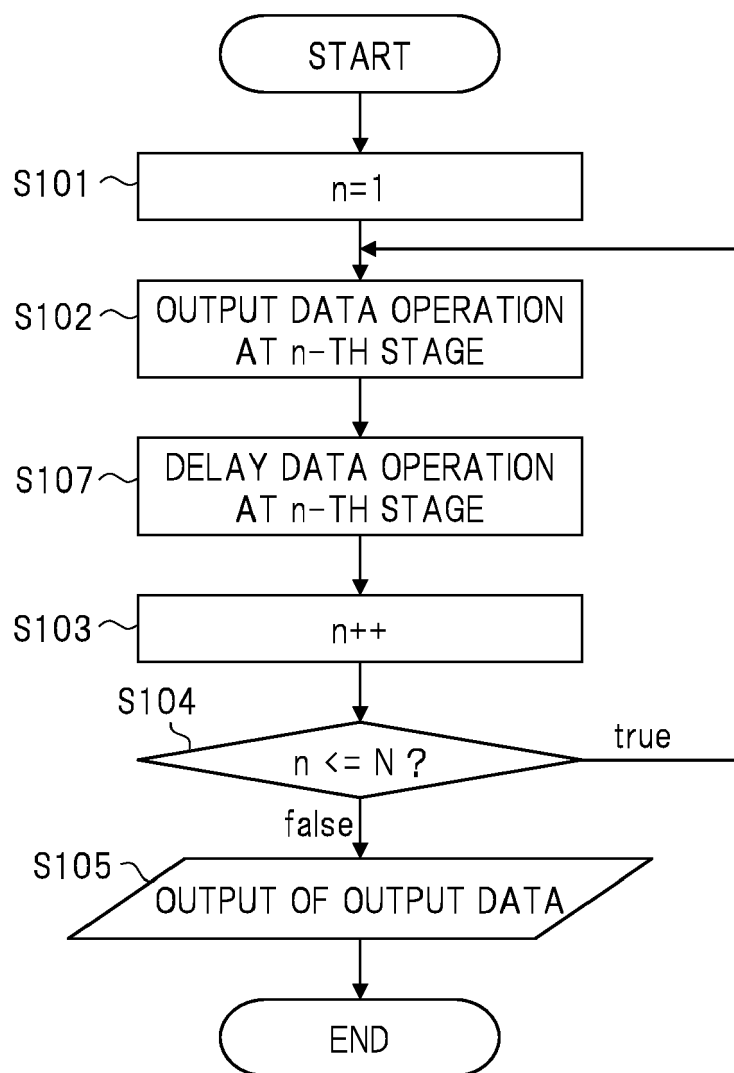 START
S101
n=1
S102
OUTPUT DATA OPERATION
AT n-TH STAGE
S107
DELAY DATA OPERATION
AT n-TH STAGE
S103
n++
S104
n <= N ?
true
false
S105
OUTPUT OF OUTPUT DATA
END